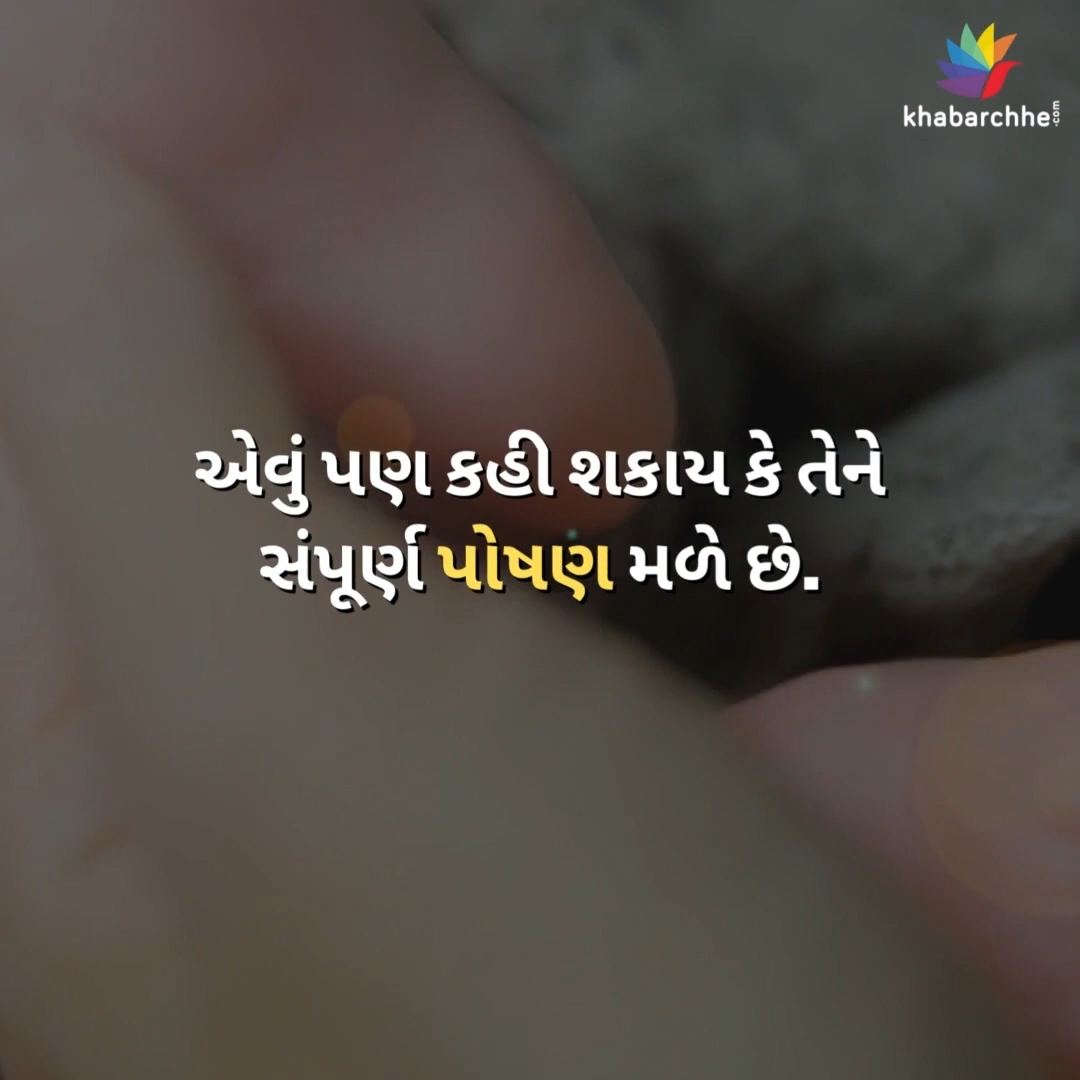 khabarchhe.com
એવું પણ કહી શકાય કે તેને
સંપૂર્ણ પોષણ મળે છે.